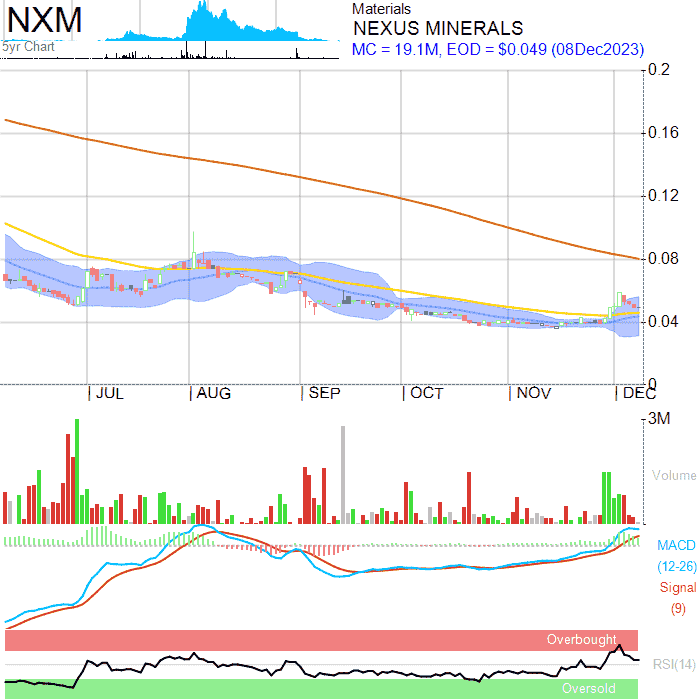 NXM
5yr Chart
Materials
NEXUS MINERALS
MC = 19.1M, EOD = $0.049 (08Dec2023)
0.2
0.16
0.12
0.08
0.04
0
JUL
AUG
SEP
OCT
NOV
DEC
3M
Volume
MACD
(12-26)
Signal
(9)
Overbought
RSI(14)
Oversold